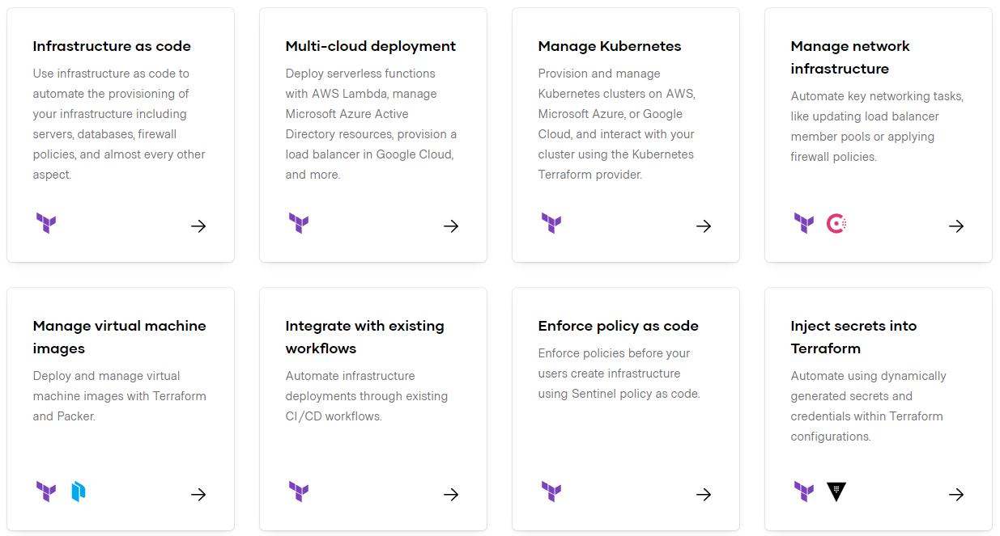 Infrastructure as code
Use infrastructure as code to
automate the provisioning of
your infrastructure including
servers, databases, firewall
policies, and almost every other
aspect.
Multi-cloud deployment
Deploy serverless functions
with AWS Lambda, manage
Microsoft Azure Active
Directory resources, provision a
load balancer in Google Cloud,
and more.
Manage Kubernetes
Provision and manage
Kubernetes clusters on AWS,
Microsoft Azure, or Google
Cloud, and interact with your
cluster using the Kubernetes
Terraform provider.
Manage network
infrastructure
Automate key networking tasks,
like updating load balancer
member pools or applying
firewall policies.
Manage virtual machine
images
Deploy and manage virtual
machine images with Terraform
and Packer.
Integrate with existing
workflows
Automate infrastructure
deployments through existing
CI/CD workflows.
Enforce policy as code
Enforce policies before your
users create infrastructure
using Sentinel policy as code.
Inject secrets into
Terraform
Automate using dynamically
generated secrets and
credentials within Terraform
configurations.